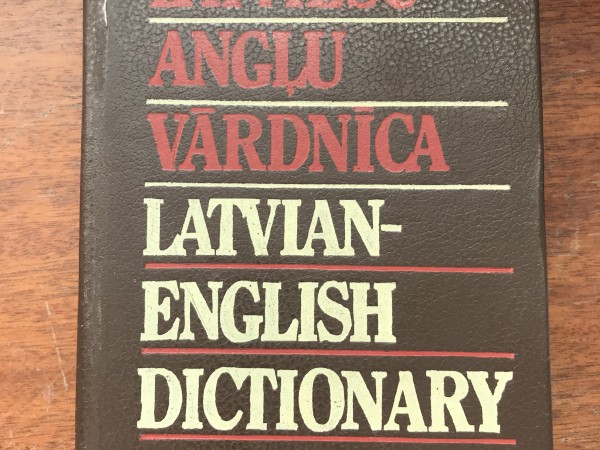 ANGĻU
VĀRDNĪCA
LATVIAN-
ENGLISH
DICTIONARY